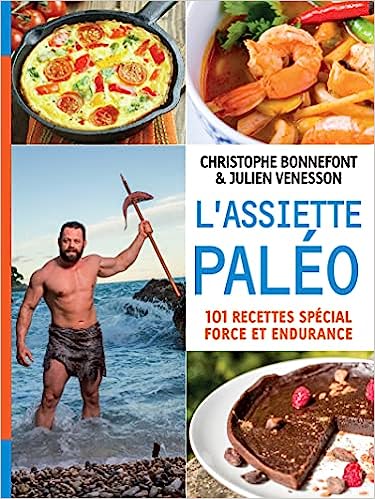 CHRISTOPHE BONNEFONT
& JULIEN VENESSON
L'ASSIETTE
PALÉO
101 RECETTES SPÉCIAL
FORCE ET ENDURANCE